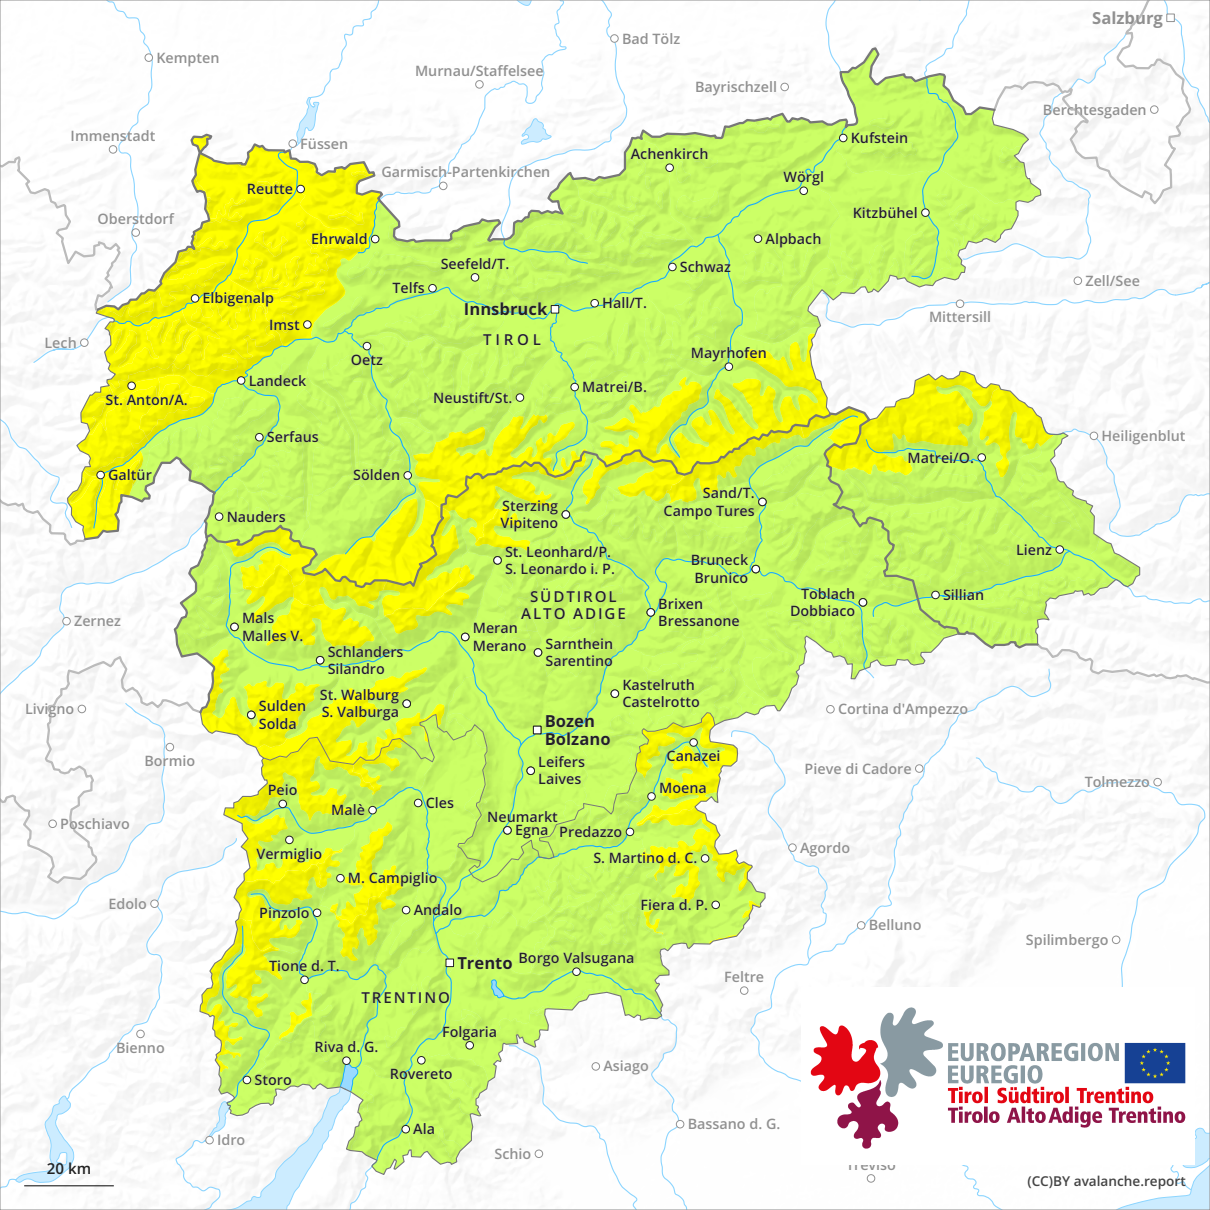 Salzburg
Bad Tölz
Kempten
Murnau/Staffelsee
Bayrischzell
Berchtesgaden
Immenstadt
Füssen
Kufstein
Achenkirch
Garmisch-Partenkirchen
Wörgl
Reutte
Oberstdorf
Kitzbühel
Ehrwald
Alpbach
Seefeld/T.
Schwaz
Zell/See
Telfs
Elbigenalp
Hall/T.
Innsbruck
Mittersill
Imst
TIROL
Lech
Oetz
Mayrhofen
Landeck
Matrei/B.
St. Anton/A.
Neustift/St.
Serfaus
Heiligenblut
Matrei/O.
Galtür
Sölden
Sand/T.
Campo Tures
Sterzing
Vipiteno
Nauders
St. Leonhard/P.
S. Leonardo i. P.
Lienz
Bruneck
Brunico
SÜDTIROL
ALTO ADIGE
Toblach
Dobbiaco
Sillian
Brixen
Bressanone
Zernez
Mals
Malles V.
Meran
Merano
Sarnthein
Sarentino
Schlanders
Silandro
Kastelruth
Castelrotto
St. Walburg
S. Valburga
Livigno
Sulden
Solda
Cortina d'Ampezzo
Bozen
Bolzano
Bormio
Canazei
Leifers
Laives
Pieve di Cadore
Tolmezzo
Peio
Moena
Malè
Cles
Poschiavo
Neumarkt
Egna
Predazzo
Vermiglio
S. Martino d. C.
Agordo
M. Campiglio
Edolo
Pinzolo
Andalo
Fiera d. P.
Belluno
Spilimbergo
Tione d. T.
Trento
Borgo Valsugana
Feltre
TRENTINO
Folgaria
Bienno
Riva d. G.
Rovereto
Asiago
Storo
EUROPAREGION
EUREGIO
Tirol Südtirol Trentino
Tirolo Alto Adige Trentino
Ala
Bassano d. G.
Idro
Schio
Treviso
20 km
(CC)BY avalanche.report